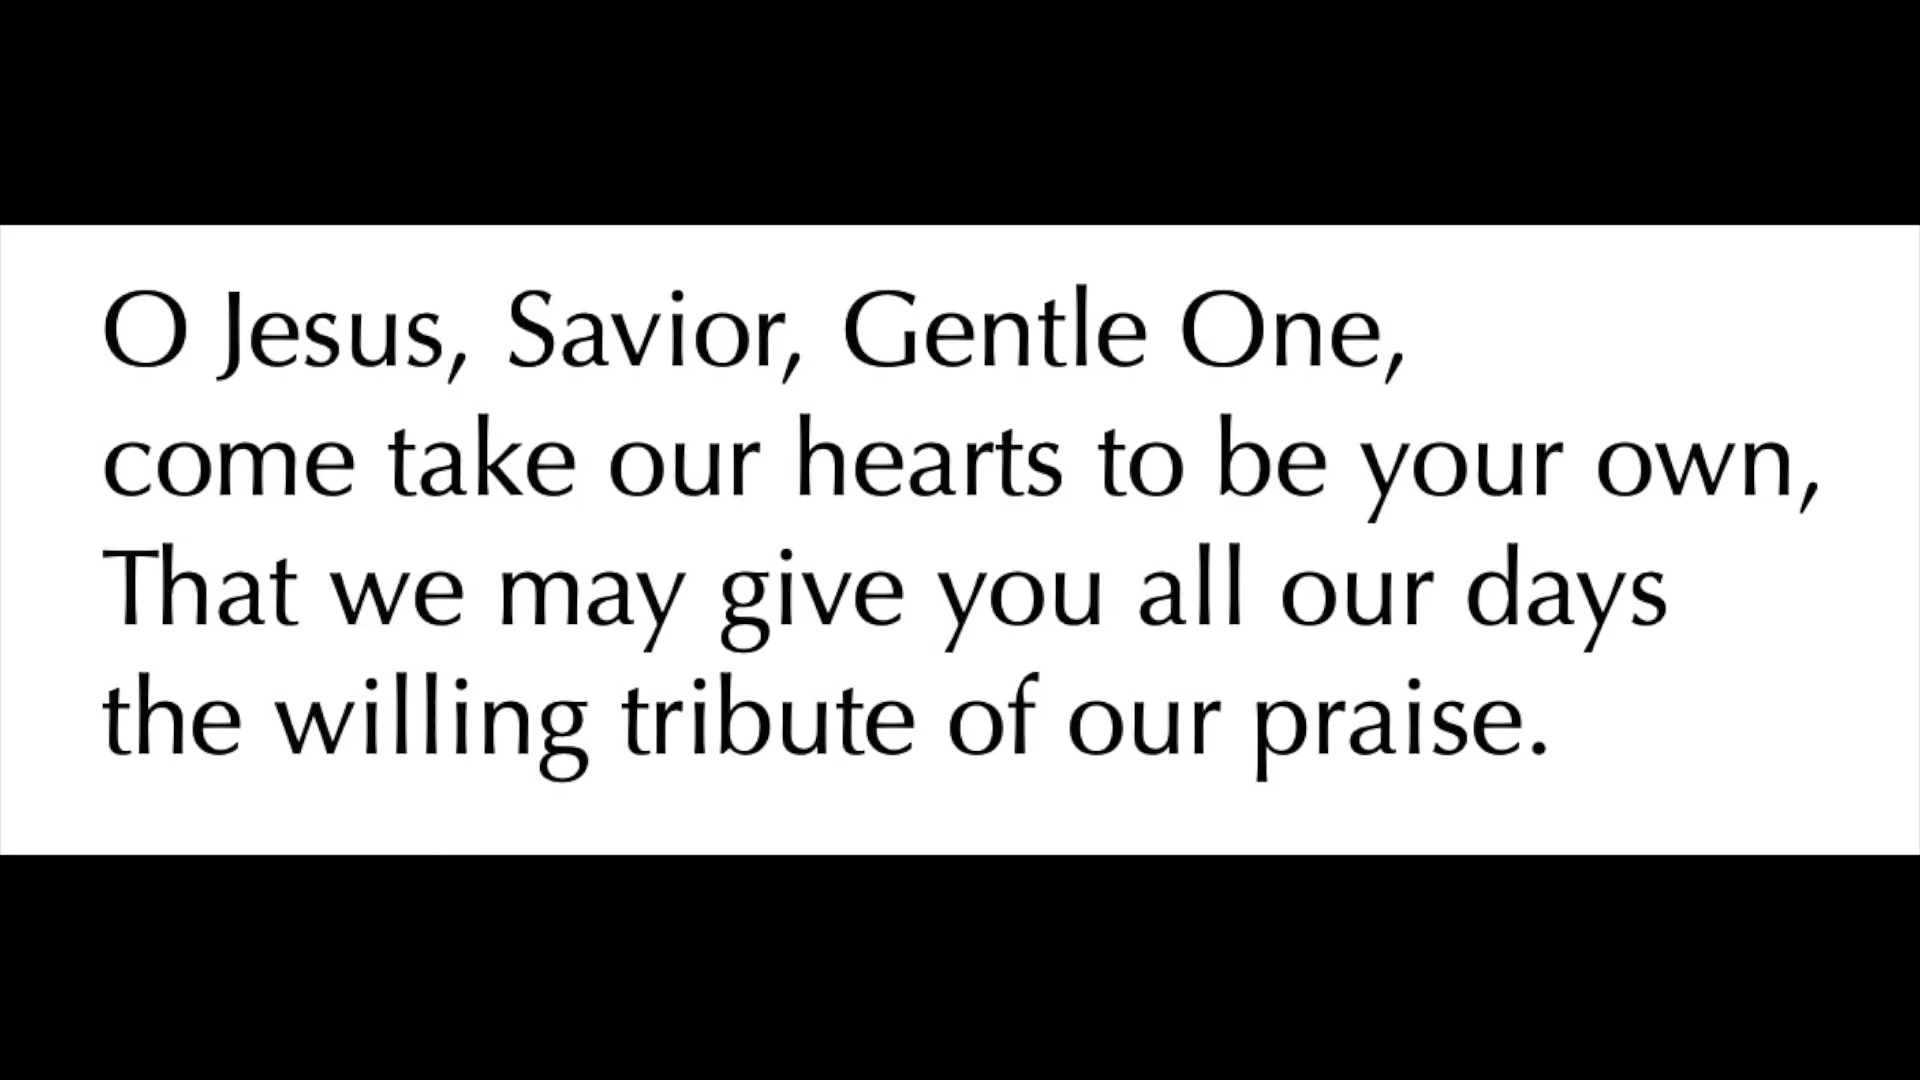 O Jesus, Savior, Gentle One,
come take our hearts to be your own,
That we may give you all our days
the willing tribute of our praise.